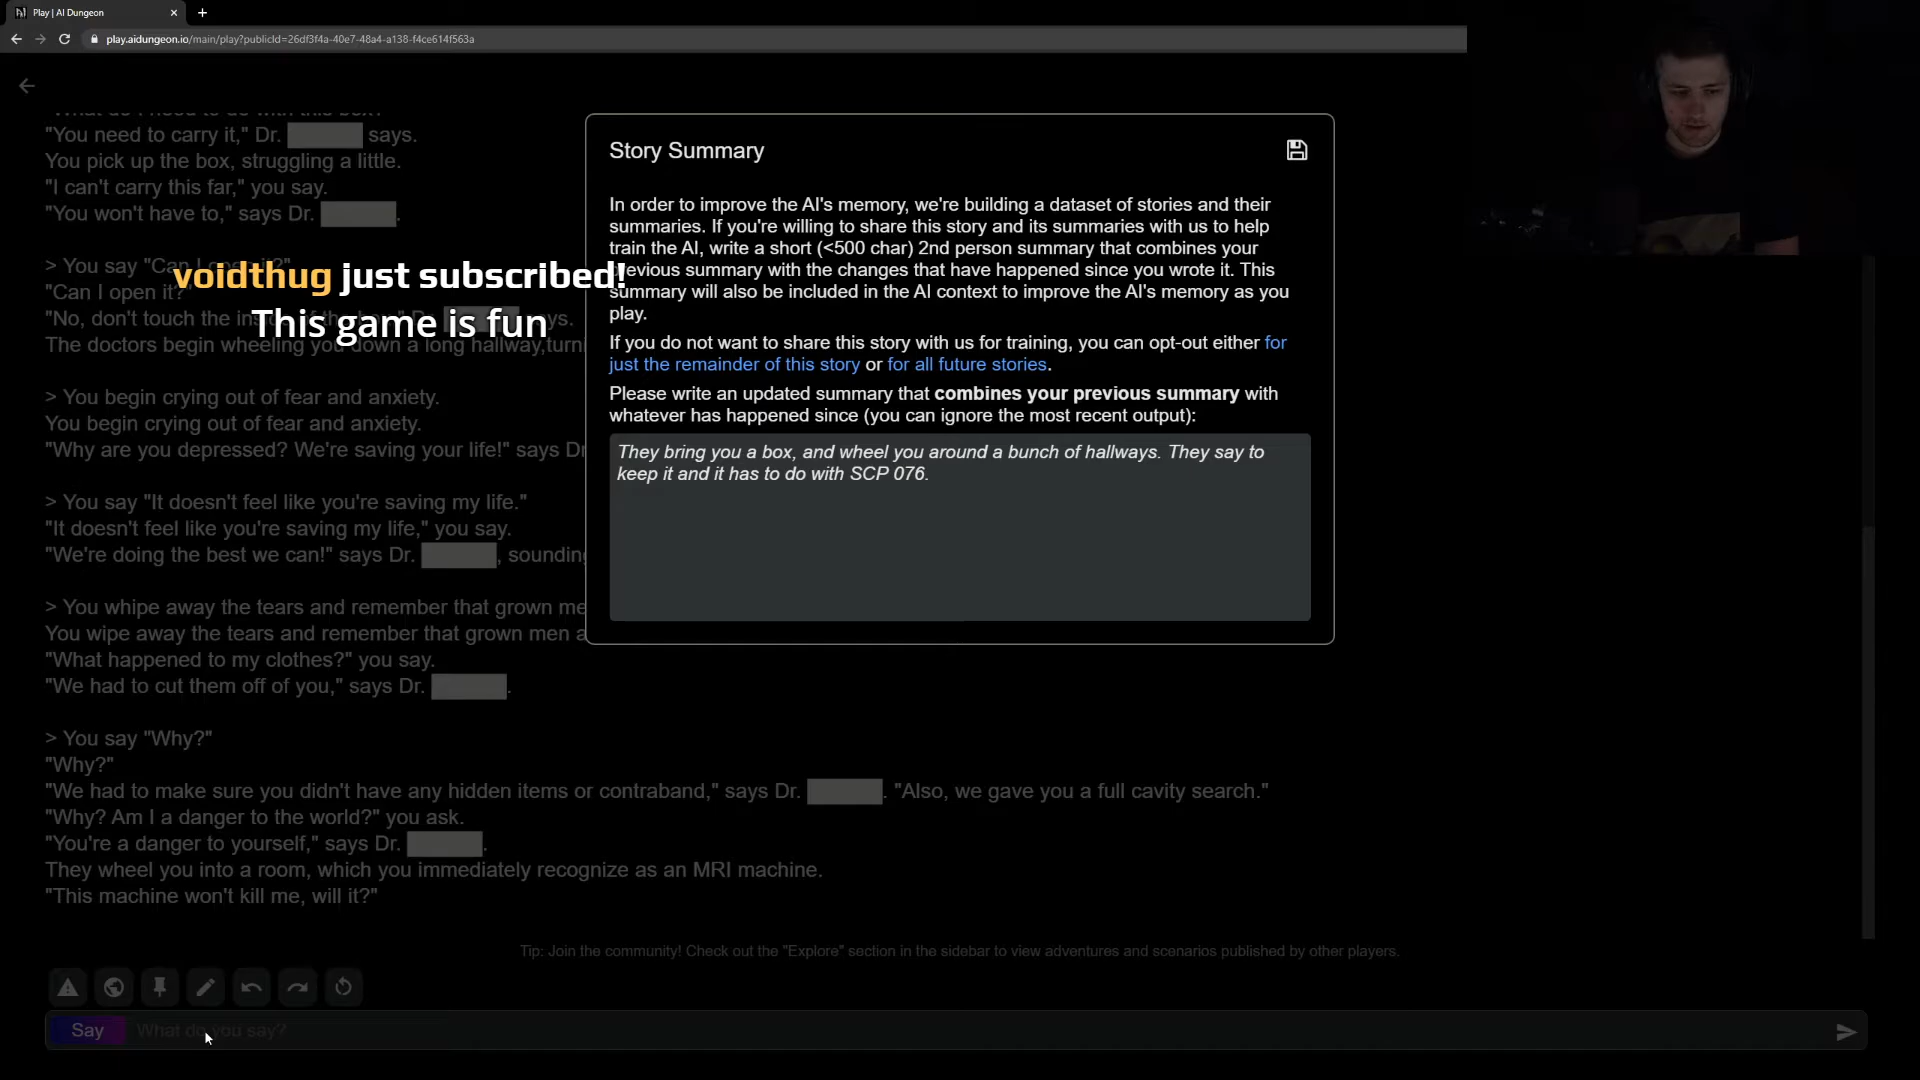 Play | AI Dungeon
play.aidungeon.io/main/play?publicId=26df3f4a-40e7-48a4-a138-f4ce614f563a
"You need to carry it," Dr. says.
You pick up the box, struggling a little.
"I can't carry this far," you say.
"You won't have to," says Dr. .
> You say "Can I open it?"
"Can I open it?"
"No, don't touch the
The doctors begin wheeling you down a long hallway,turni
voidthug just subscribed!
This game is fun
> You begin crying out of fear and anxiety.
You begin crying out of fear and anxiety.
"Why are you depressed? We're saving your life!" says Dr
> You say "It doesn't feel like you're saving my life."
"It doesn't feel like you're saving my life," you say.
"We're doing the best we can!" says Dr. , sounding
> You whipe away the tears and remember that grown me
You wipe away the tears and remember that grown men a
"What happened to my clothes?" you say.
"We had to cut them off of you," says Dr. .
> You say "Why?"
"Why?"
"We had to make sure you didn't have any hidden items or contraband," says Dr. . "Also, we gave you a full cavity search."
"Why? Am I a danger to the world?" you ask.
"You're a danger to yourself," says Dr. .
They wheel you into a room, which you immediately recognize as an MRI machine.
"This machine won't kill me, will it?"
Story Summary
In order to improve the AI's memory, we're building a dataset of stories and their
summaries. If you're willing to share this story and its summaries with us to help
train the AI, write a short (<500 char) 2nd person summary that combines your
previous summary with the changes that have happened since you wrote it. This
summary will also be included in the AI context to improve the AI's memory as you
play.
If you do not want to share this story with us for training, you can opt-out either for
just the remainder of this story or for all future stories.
Please write an updated summary that combines your previous summary with
whatever has happened since (you can ignore the most recent output):
They bring you a box, and wheel you around a bunch of hallways. They say to
keep it and it has to do with SCP 076.
Tip: Join the community! Check out the "Explore" section in the sidebar to view adventures and scenarios published by other players.
Say What do you say?